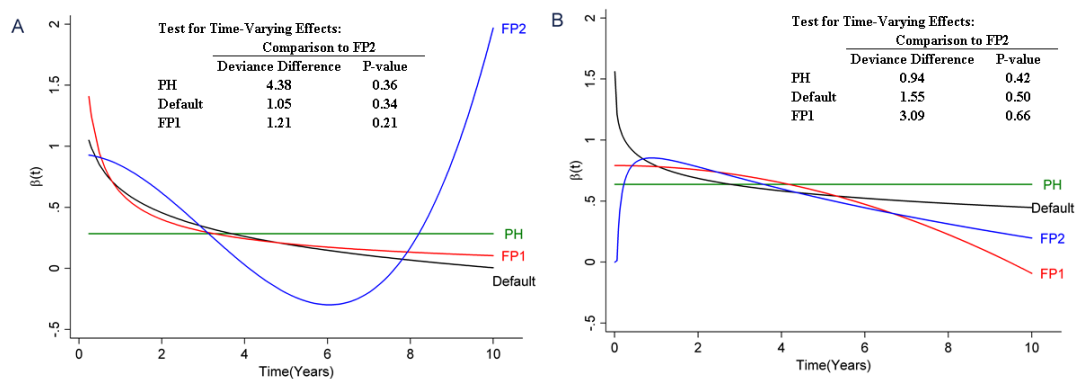 A
Test for Time-Varying Effects:
Comparison to FP2
Deviance Difference P-value
PH 4.38 0.36
Default 1.05 0.34
FP1 1.21 0.21
FP2
PH
FP1
Default
β(t)
2
1.5
1
.5
0
-.5
0 2 4 6 8 10
Time(Years)
B
Test for Time-Varying Effects:
Comparison to FP2
Deviance Difference P-value
PH 0.94 0.42
Default 1.55 0.50
FP1 3.09 0.66
PH
Default
FP2
FP1
β(t)
2
1.5
1
.5
0
-.5
0 2 4 6 8 10
Time(Years)